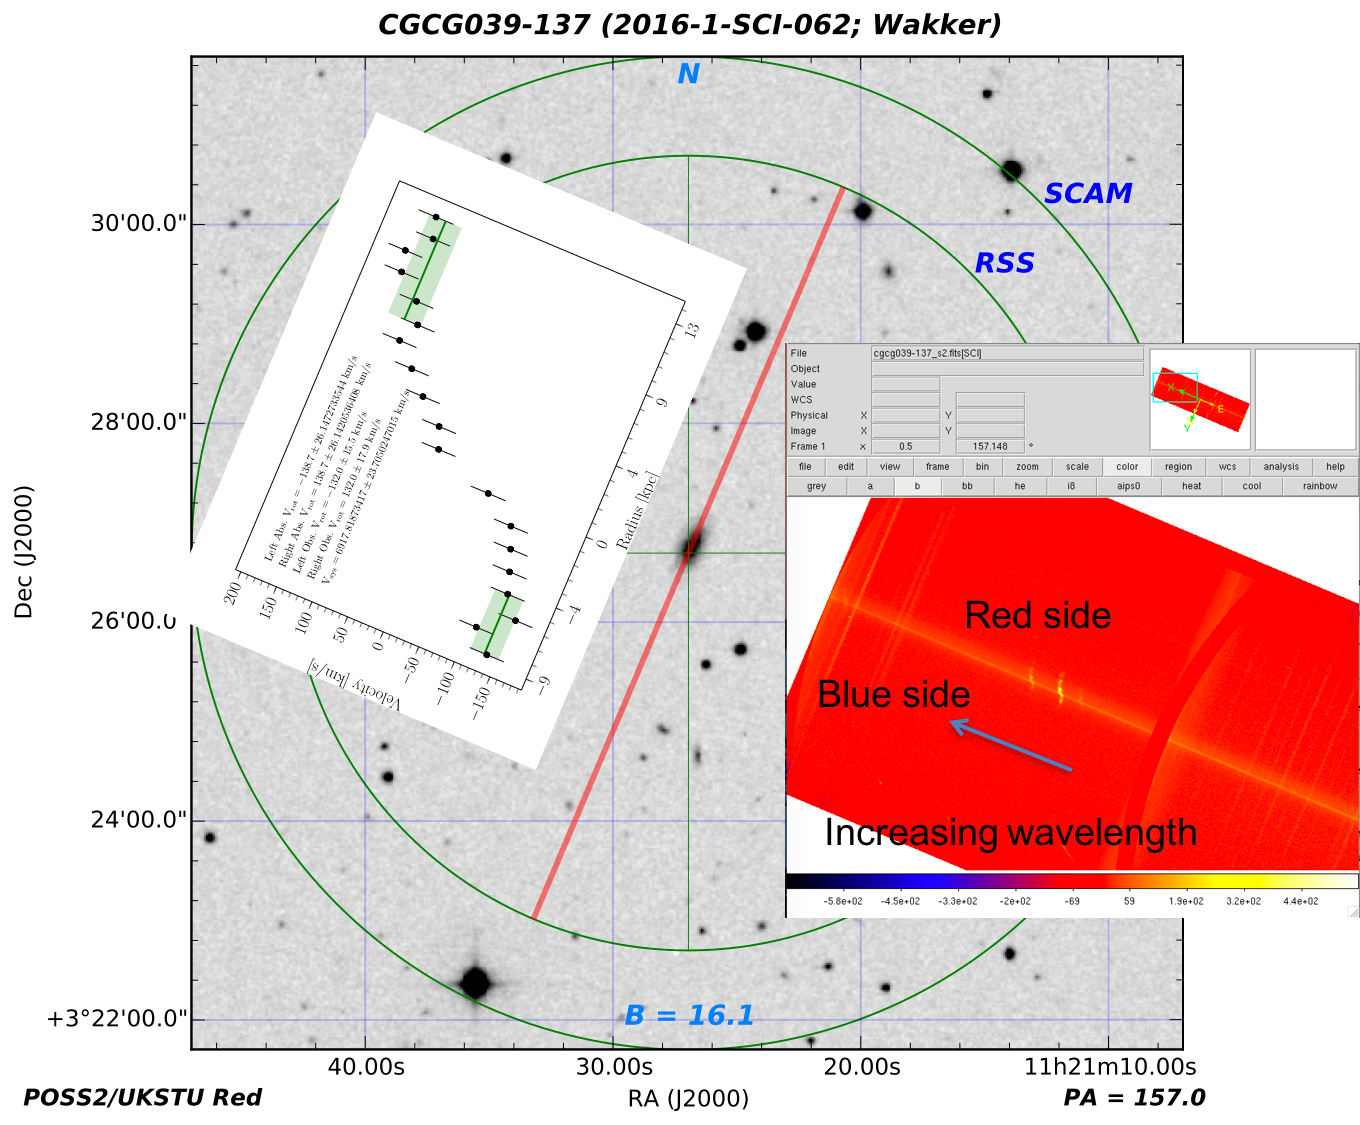 CGCG039-137 (2016-1-SCI-062; Wakker)
N
SCAM
RSS
30'00.0"
28'00.0"
26'00.0
24'00.0"
+3°22'00.0"
Dec (J2000)
Left Abs. Vrot = −138.7 ± 26.1472733544 km/s
Right Abs. Vrot = 138.7 ± 26.1420536408 km/s
Left Obs. Vrot = −132.0 ± 15.5 km/s
Right Obs. Vrot = 132.0 ± 17.9 km/s
Vsys = 6917.81873417 ± 23.7050247015 km/s
200
150
100
50
0
−50
−100
−150
Velocity [km/s]
13
9
4
0
−4
−9
Radius [kpc]
File cgcg039-137_s2.fits[SCI]
Object
Value
WCS
Physical X Y
Image X Y
Frame 1 x 0.5 157.148 °
X E Y
file edit view frame bin zoom scale color region wcs analysis help
grey a b bb he i8 aips0 heat cool rainbow
Red side
Blue side
Increasing wavelength
-5.8e+02 -4.5e+02 -3.3e+02 -2e+02 -69 59 1.9e+02 3.2e+02 4.4e+02
B = 16.1
40.00s 30.00s 20.00s 11h21m10.00s
POSS2/UKSTU Red
RA (J2000)
PA = 157.0